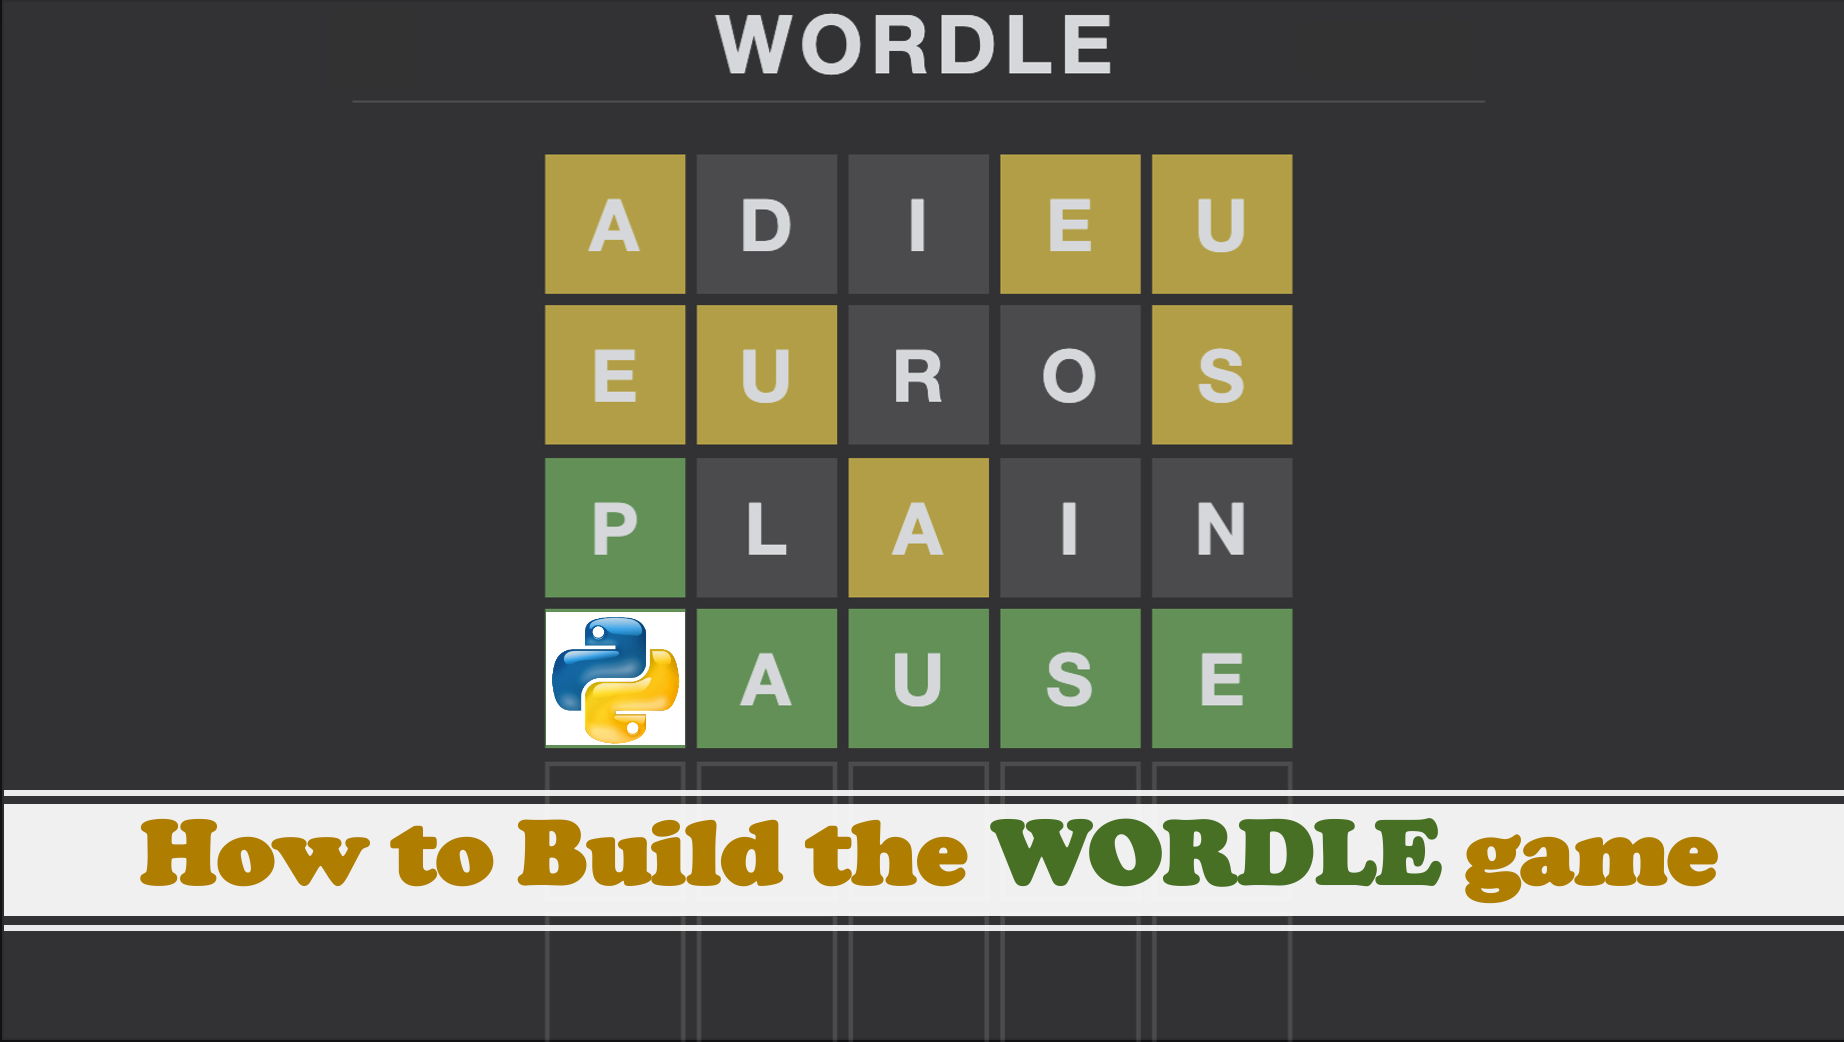 WORDLE
A D I E U
E U R O S
P L A I N
A U S E
How to Build the WORDLE game